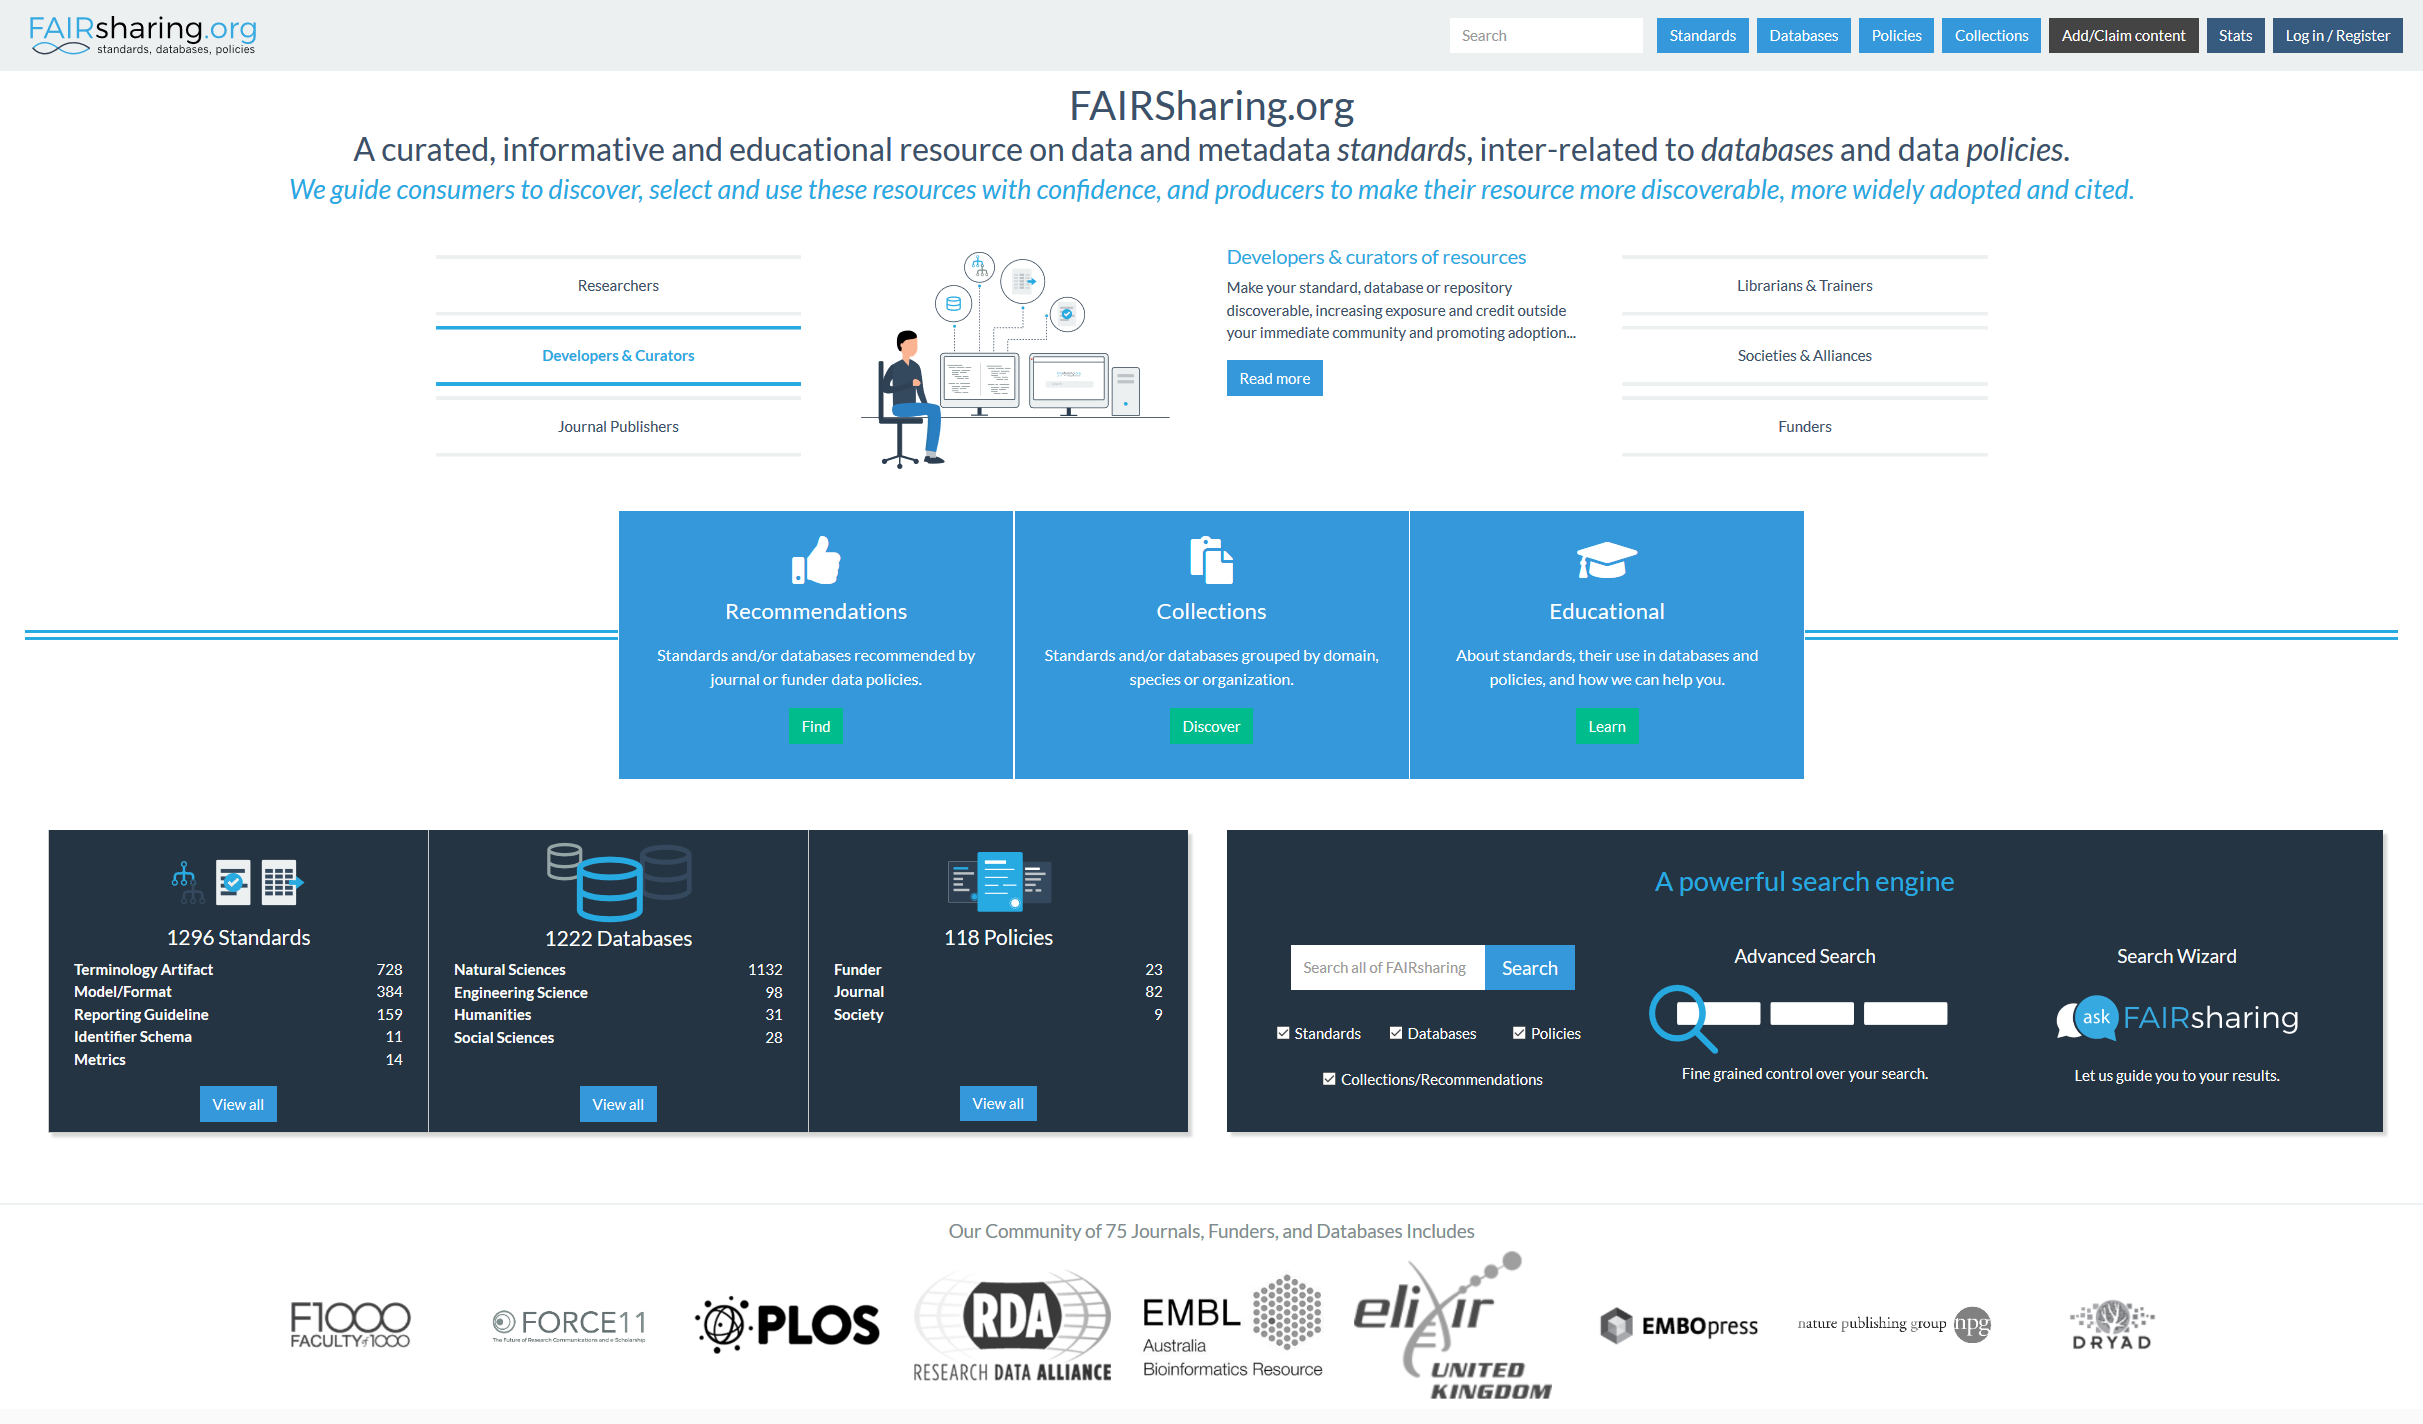 FAIRsharing.org
standards, databases, policies
Search
Standards
Databases
Policies
Collections
Add/Claim content
Stats
Log in / Register
FAIRSharing.org
A curated, informative and educational resource on data and metadata standards, inter-related to databases and data policies.
We guide consumers to discover, select and use these resources with confidence, and producers to make their resource more discoverable, more widely adopted and cited.
Researchers
Developers & Curators
Journal Publishers
Developers & curators of resources
Make your standard, database or repository
discoverable, increasing exposure and credit outside
your immediate community and promoting adoption...
Read more
Librarians & Trainers
Societies & Alliances
Funders
Recommendations
Standards and/or databases recommended by
journal or funder data policies.
Find
Collections
Standards and/or databases grouped by domain,
species or organization.
Discover
Educational
About standards, their use in databases and
policies, and how we can help you.
Learn
1296 Standards
Terminology Artifact 728
Model/Format 384
Reporting Guideline 159
Identifier Schema 11
Metrics 14
View all
1222 Databases
Natural Sciences 1132
Engineering Science 98
Humanities 31
Social Sciences 28
View all
118 Policies
Funder 23
Journal 82
Society 9
View all
A powerful search engine
Search all of FAIRsharing
Search
Standards
Databases
Policies
Collections/Recommendations
Advanced Search
Fine grained control over your search.
Search Wizard
ask FAIRsharing
Let us guide you to your results.
Our Community of 75 Journals, Funders, and Databases Includes
F1000
FACULTY of 1000
FORCE11
The Future of Research Communications and e-Scholarship
PLOS
RDA
RESEARCH DATA ALLIANCE
EMBL
Australia
Bioinformatics Resource
elixir
UNITED
KINGDOM
EMBOpress
nature publishing group npg
DRYAD